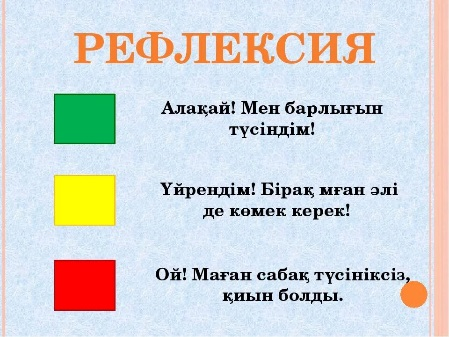 РЕФЛЕКСИЯ
Алақай! Мен барлығын
түсіндім!
Үйрендім! Бірақ мған әлі
де көмек керек!
Ой! Маған сабақ түсініксіз,
қиын болды.